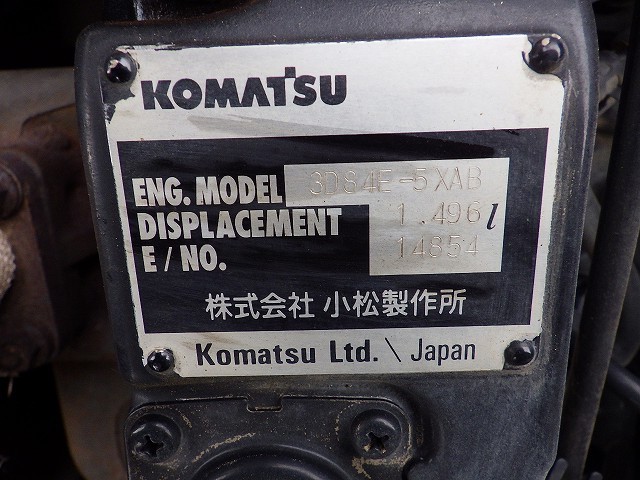 KOMATSU
ENG. MODEL 3D84E-5XAB
DISPLACEMENT 1.496 l
E / NO. 14854
株式会社 小松製作所
Komatsu Ltd. \ Japan